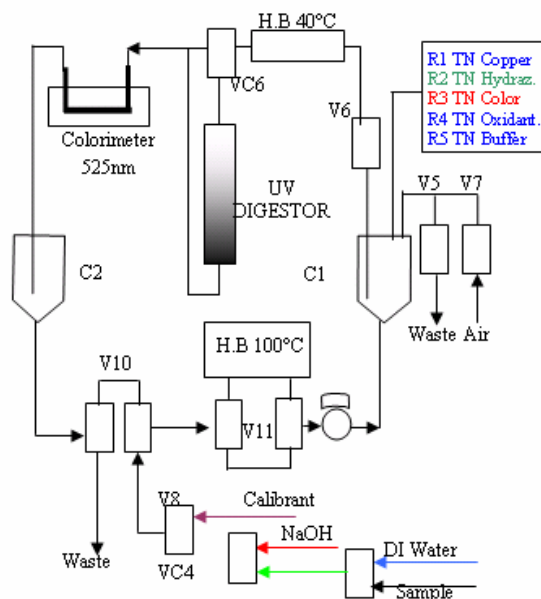 H.B 40°C
R1 TN Copper
R2 TN Hydraz.
R3 TN Color
R4 TN Oxidant.
R5 TN Buffer
VC6
V6
Colorimeter
525nm
UV
DIGESTOR
V5
V7
C2
C1
Waste
Air
H.B 100°C
V10
V11
V8
Calibrant
Waste
VC4
NaOH
DI Water
Sample